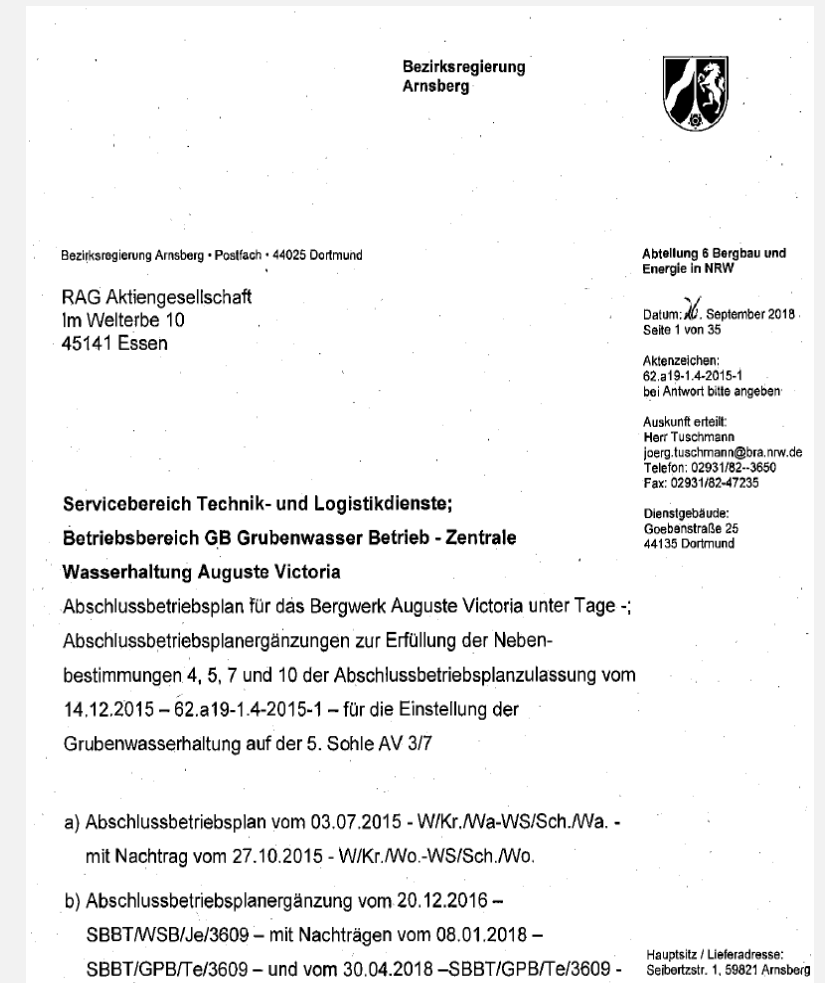 Bezirksregierung
Arnsberg
Bezirksregierung Arnsberg • Postfach • 44025 Dortmund
RAG Aktiengesellschaft
Im Welterbe 10
45141 Essen
Abteilung 6 Bergbau und
Energie in NRW
Datum: . September 2018
Seite 1 von 35
Aktenzeichen:
62.a19-1.4-2015-1
bei Antwort bitte angeben
Auskunft erteilt:
Herr Tuschmann
joerg.tuschmann@bra.nrw.de
Telefon: 02931/82--3650
Fax: 02931/82-47235
Dienstgebäude:
Goebenstraße 25
44135 Dortmund
Servicebereich Technik- und Logistikdienste;
Betriebsbereich GB Grubenwasser Betrieb - Zentrale
Wasserhaltung Auguste Victoria
Abschlussbetriebsplan für das Bergwerk Auguste Victoria unter Tage -;
Abschlussbetriebsplanergänzungen zur Erfüllung der Neben-
bestimmungen 4, 5, 7 und 10 der Abschlussbetriebsplanzulassung vom
14.12.2015 – 62.a19-1.4-2015-1 – für die Einstellung der
Grubenwasserhaltung auf der 5. Sohle AV 3/7
a) Abschlussbetriebsplan vom 03.07.2015 - W/Kr./Wa-WS/Sch./Wa. -
mit Nachtrag vom 27.10.2015 - W/Kr./Wo.-WS/Sch./Wo.
b) Abschlussbetriebsplanergänzung vom 20.12.2016 –
SBBT/WSB/Je/3609 – mit Nachträgen vom 08.01.2018 –
SBBT/GPB/Te/3609 – und vom 30.04.2018 –SBBT/GPB/Te/3609 -
Hauptsitz / Lieferadresse:
Seibertzstr. 1, 59821 Arnsberg